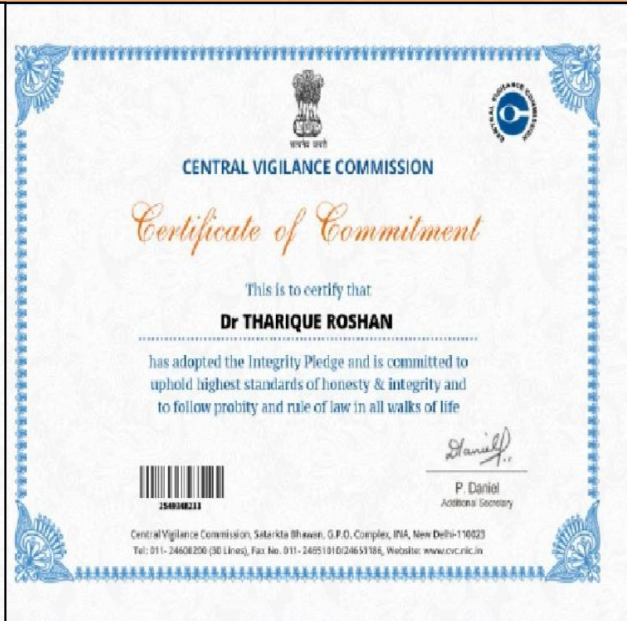 सत्यमेव जयते
CENTRAL VIGILANCE COMMISSION
CENTRAL VIGILANCE COMMISSION
Certificate of Commitment
This is to certify that
Dr THARIQUE ROSHAN
has adopted the Integrity Pledge and is committed to
uphold highest standards of honesty & integrity and
to follow probity and rule of law in all walks of life
P. Daniel
Additional Secretary
Central Vigilance Commission, Satarkta Bhawan, G.P.O. Complex, INA, New Delhi-110023
Tel: 011- 24600200 (30 Lines), Fax No. 011- 24651010/24651186, Website: www.cvc.nic.in